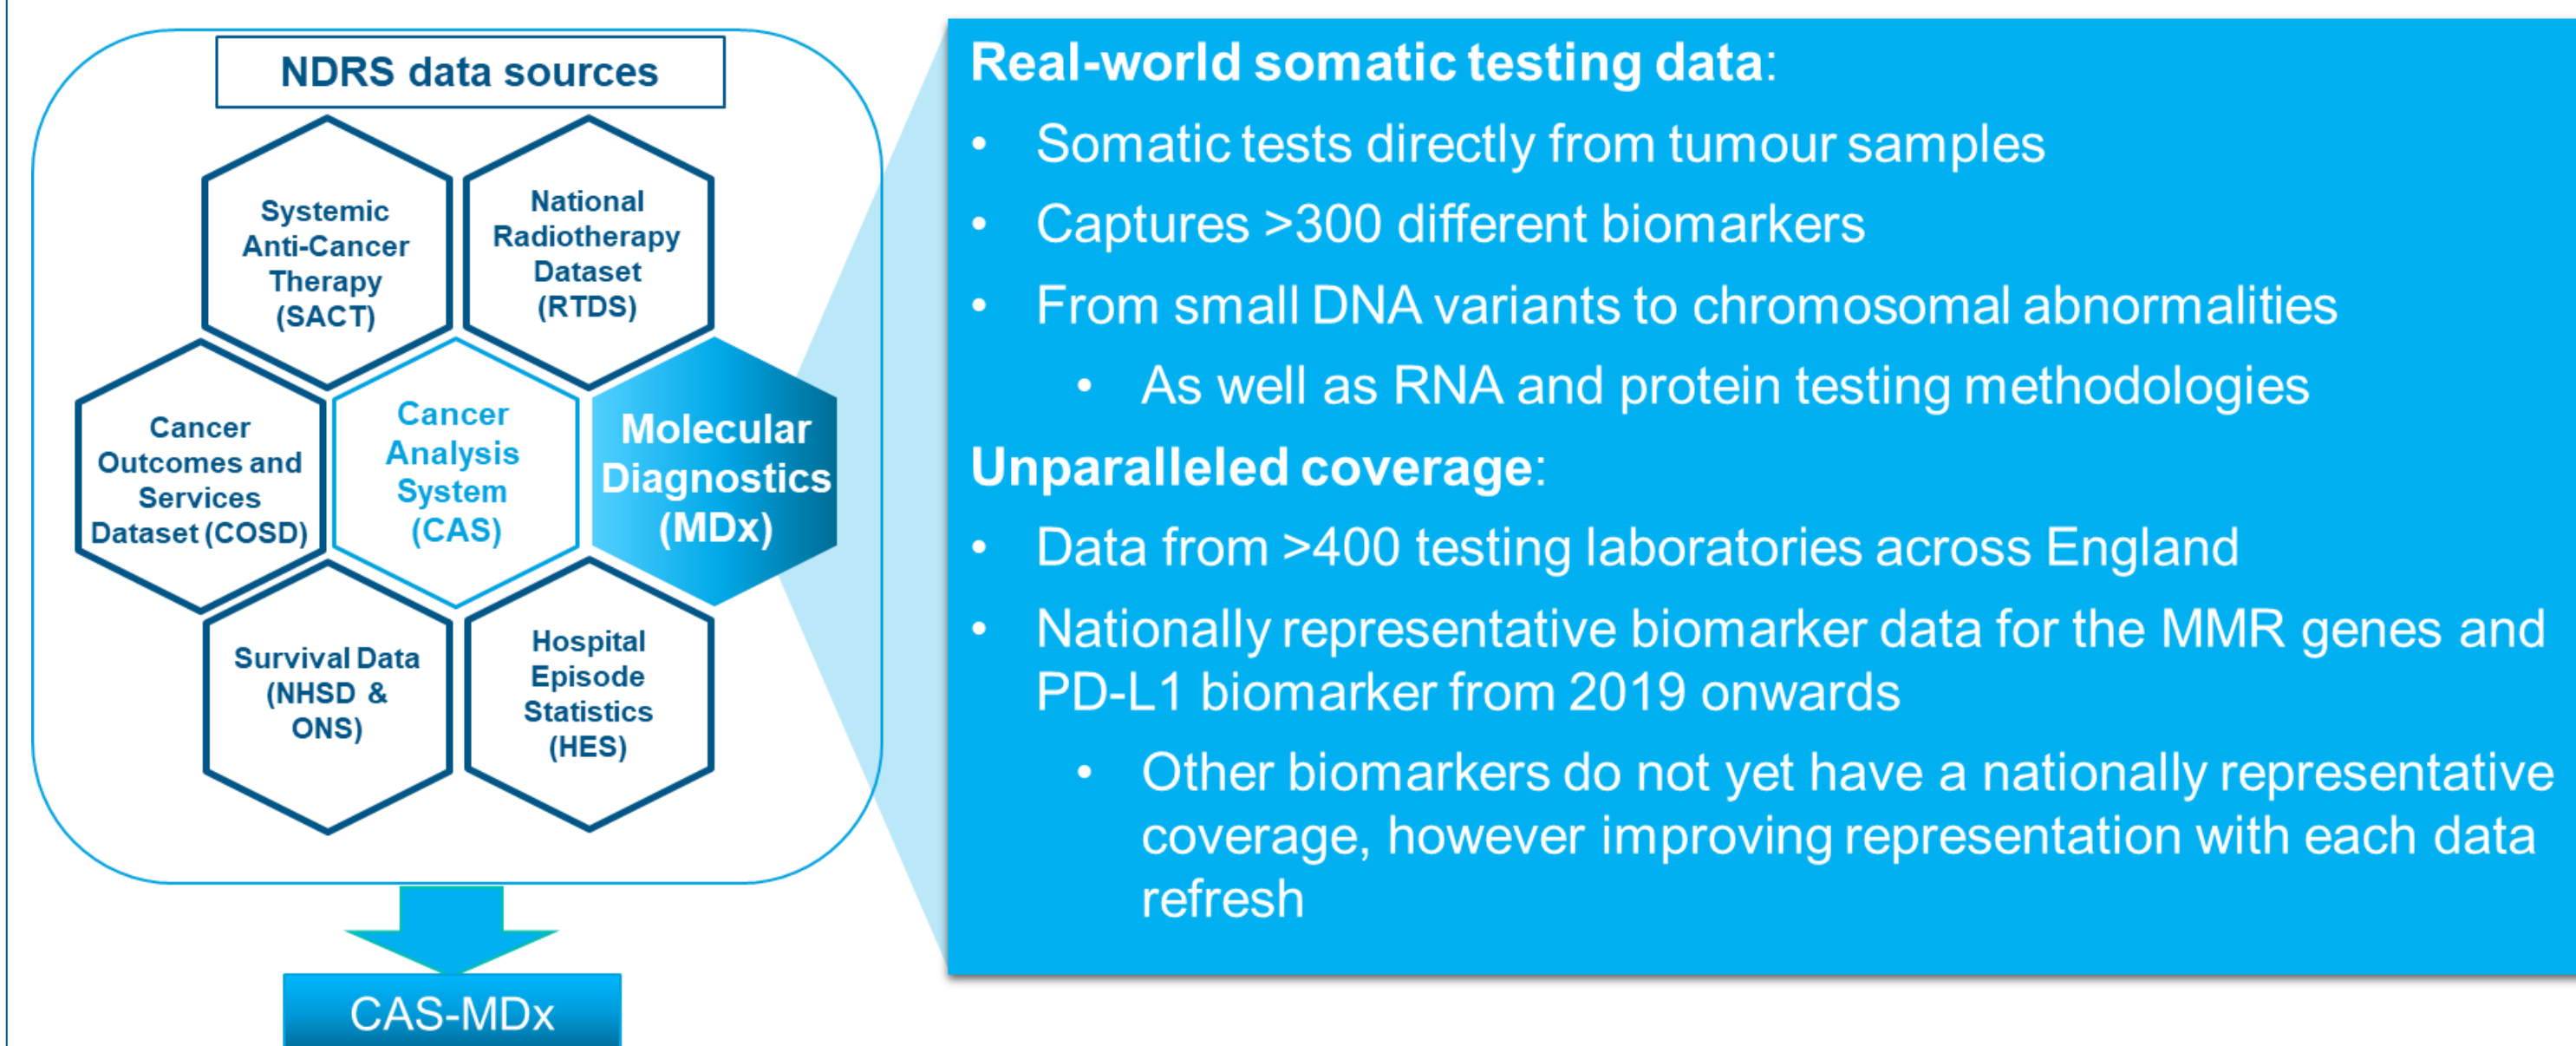 NDRS data sources
Systemic
Anti-Cancer
Therapy
(SACT)
National
Radiotherapy
Dataset
(RTDS)
Cancer
Outcomes and
Services
Dataset (COSD)
Cancer
Analysis
System
(CAS)
Molecular
Diagnostics
(MDx)
Survival Data
(NHSD &
ONS)
Hospital
Episode
Statistics
(HES)
CAS-MDx
Real-world somatic testing data:
• Somatic tests directly from tumour samples
• Captures >300 different biomarkers
• From small DNA variants to chromosomal abnormalities
• As well as RNA and protein testing methodologies
Unparalleled coverage:
• Data from >400 testing laboratories across England
• Nationally representative biomarker data for the MMR genes and
PD-L1 biomarker from 2019 onwards
• Other biomarkers do not yet have a nationally representative
coverage, however improving representation with each data
refresh